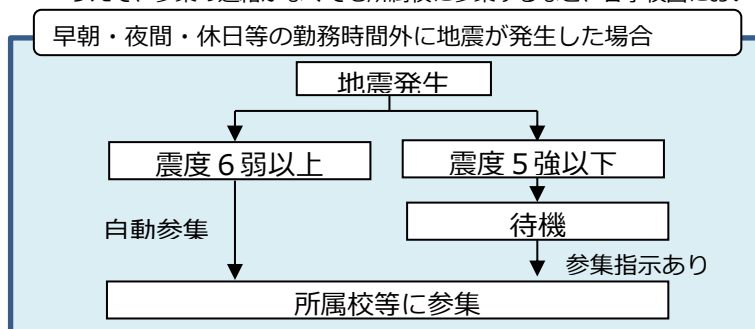 早朝・夜間・休日等の勤務時間外に地震が発生した場合
地震発生
震度６弱以上
震度５強以下
自動参集
待機
参集指示あり
所属校等に参集